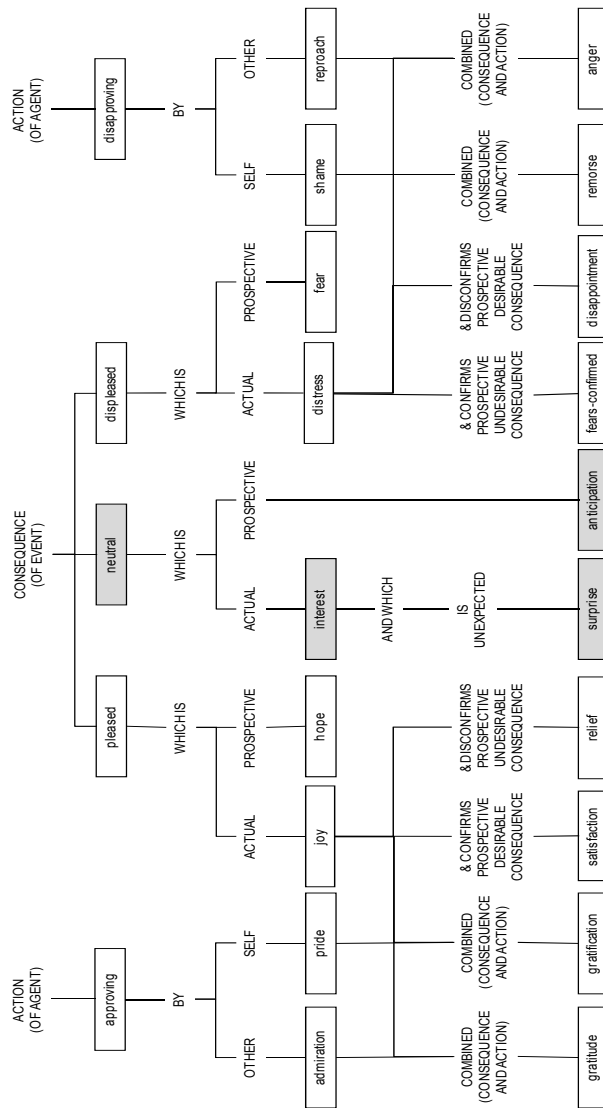 ACTION
(OF AGENT)
CONSEQUENCE
(OF EVENT)
ACTION
(OF AGENT)
approving
pleased
neutral
displeased
disapproving
BY
WHICH IS
WHICH IS
WHICH IS
BY
OTHER
SELF
ACTUAL
PROSPECTIVE
ACTUAL
PROSPECTIVE
ACTUAL
PROSPECTIVE
SELF
OTHER
admiration
pride
joy
hope
interest
distress
fear
shame
reproach
COMBINED
(CONSEQUENCE
AND ACTION)
COMBINED
(CONSEQUENCE
AND ACTION)
& CONFIRMS
PROSPECTIVE
DESIRABLE
CONSEQUENCE
& DISCONFIRMS
PROSPECTIVE
UNDESIRABLE
CONSEQUENCE
AND WHICH
IS
UNEXPECTED
& CONFIRMS
PROSPECTIVE
UNDESIRABLE
CONSEQUENCE
& DISCONFIRMS
PROSPECTIVE
DESIRABLE
CONSEQUENCE
COMBINED
(CONSEQUENCE
AND ACTION)
COMBINED
(CONSEQUENCE
AND ACTION)
gratitude
gratification
satisfaction
relief
surprise
anticipation
fears-confirmed
disappointment
remorse
anger